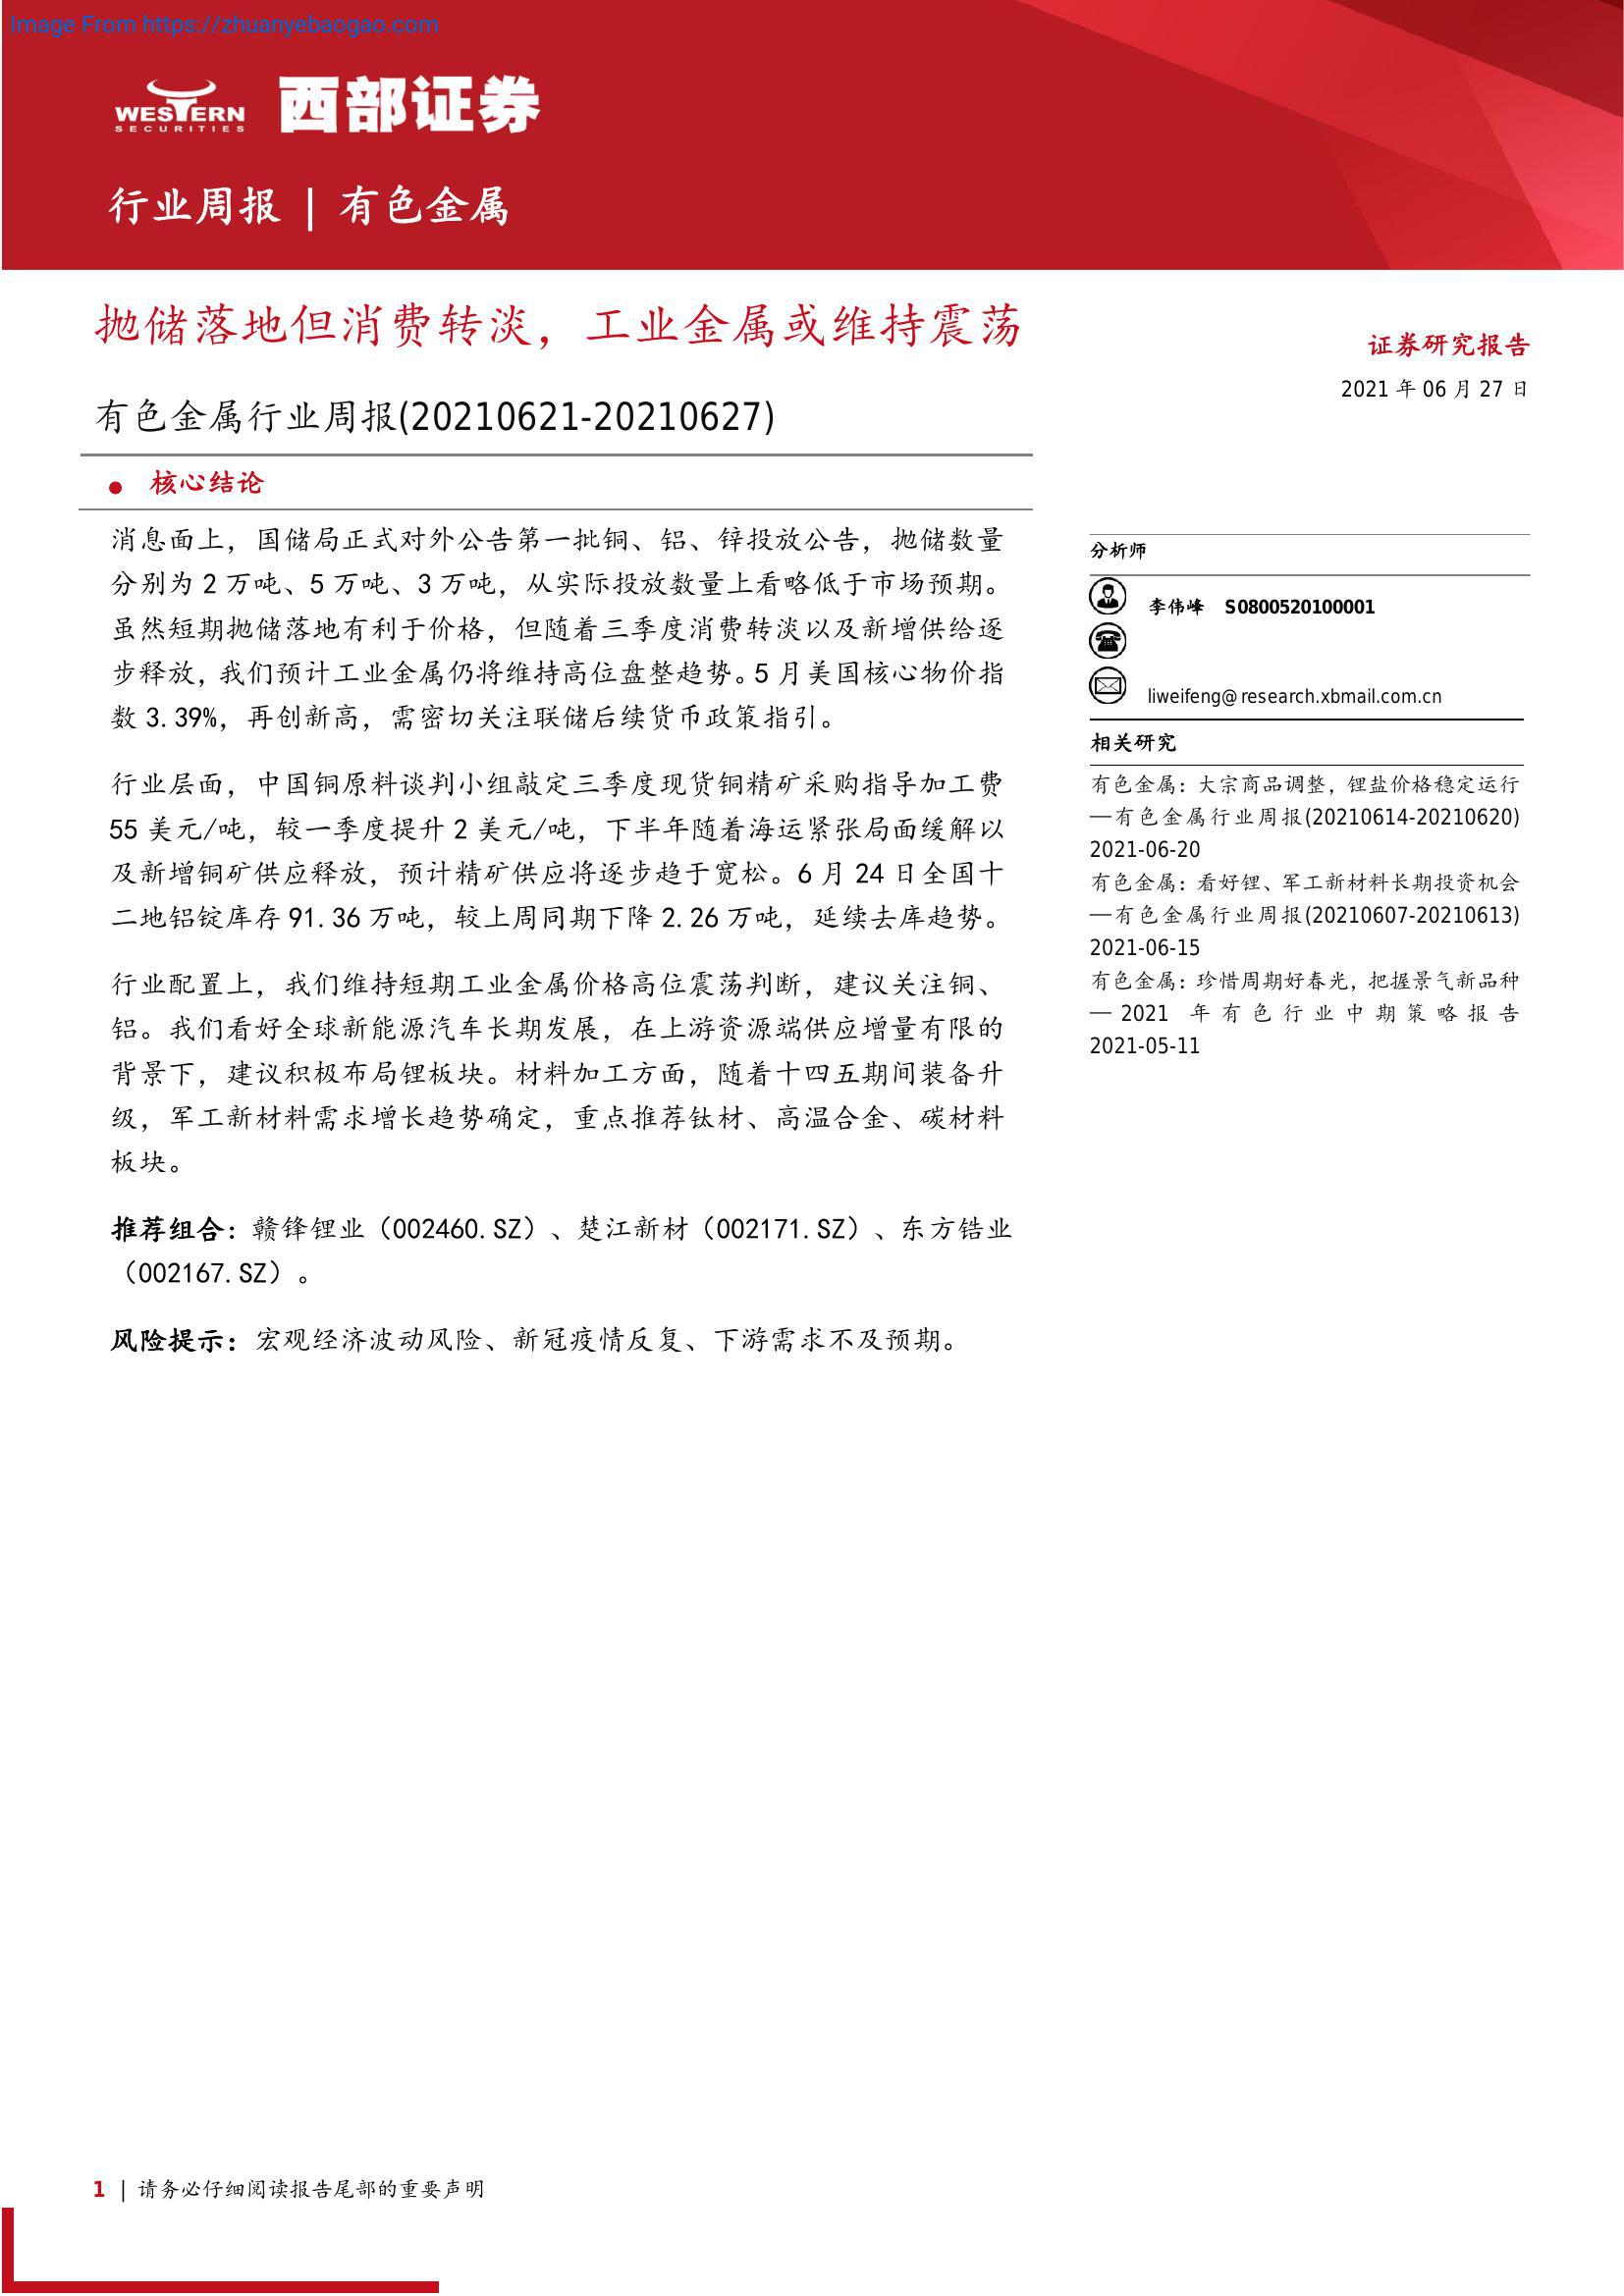 Image From https://zhuanyebaogao.com
WESTERN
SECURITIES
西部证券
行业周报 | 有色金属
抛储落地但消费转淡，工业金属或维持震荡
有色金属行业周报(20210621-20210627)
● 核心结论
消息面上，国储局正式对外公告第一批铜、铝、锌投放公告，抛储数量
分别为 2 万吨、5 万吨、3 万吨，从实际投放数量上看略低于市场预期。
虽然短期抛储落地有利于价格，但随着三季度消费转淡以及新增供给逐
步释放，我们预计工业金属仍将维持高位盘整趋势。5 月美国核心物价指
数 3.39%，再创新高，需密切关注联储后续货币政策指引。
行业层面，中国铜原料谈判小组敲定三季度现货铜精矿采购指导加工费
55 美元/吨，较一季度提升 2 美元/吨，下半年随着海运紧张局面缓解以
及新增铜矿供应释放，预计精矿供应将逐步趋于宽松。6 月 24 日全国十
二地铝锭库存 91.36 万吨，较上周同期下降 2.26 万吨，延续去库趋势。
行业配置上，我们维持短期工业金属价格高位震荡判断，建议关注铜、
铝。我们看好全球新能源汽车长期发展，在上游资源端供应增量有限的
背景下，建议积极布局锂板块。材料加工方面，随着十四五期间装备升
级，军工新材料需求增长趋势确定，重点推荐钛材、高温合金、碳材料
板块。
推荐组合：赣锋锂业（002460.SZ）、楚江新材（002171.SZ）、东方锆业
（002167.SZ）。
风险提示：宏观经济波动风险、新冠疫情反复、下游需求不及预期。
证券研究报告
2021 年 06 月 27 日
分析师
李伟峰 S0800520100001
liweifeng@research.xbmail.com.cn
相关研究
有色金属：大宗商品调整，锂盐价格稳定运行
—有色金属行业周报(20210614-20210620)
2021-06-20
有色金属：看好锂、军工新材料长期投资机会
—有色金属行业周报(20210607-20210613)
2021-06-15
有色金属：珍惜周期好春光，把握景气新品种
—2021 年有色行业中期策略报告
2021-05-11
1 | 请务必仔细阅读报告尾部的重要声明